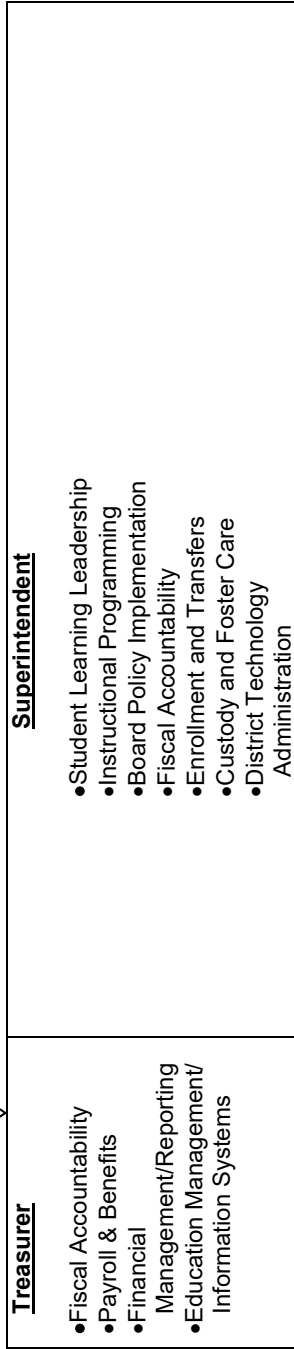 Treasurer
●Fiscal Accountability
●Payroll & Benefits
●Financial
Management/Reporting
●Education Management/
Information Systems
Superintendent
●Student Learning Leadership
●Instructional Programming
●Board Policy Implementation
●Fiscal Accountability
●Enrollment and Transfers
●Custody and Foster Care
●District Technology
Administration